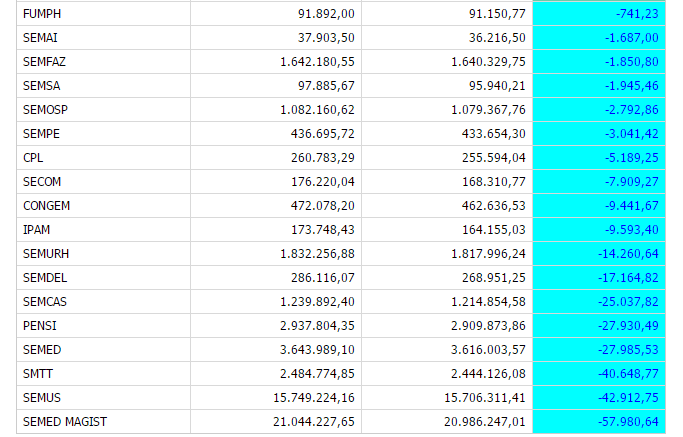 FUMPH 91.892,00 91.150,77 -741,23
SEMAI 37.903,50 36.216,50 -1.687,00
SEMFAZ 1.642.180,55 1.640.329,75 -1.850,80
SEMSA 97.885,67 95.940,21 -1.945,46
SEMOSP 1.082.160,62 1.079.367,76 -2.792,86
SEMPE 436.695,72 433.654,30 -3.041,42
CPL 260.783,29 255.594,04 -5.189,25
SECOM 176.220,04 168.310,77 -7.909,27
CONGEM 472.078,20 462.636,53 -9.441,67
IPAM 173.748,43 164.155,03 -9.593,40
SEMURH 1.832.256,88 1.817.996,24 -14.260,64
SEMDEL 286.116,07 268.951,25 -17.164,82
SEMCAS 1.239.892,40 1.214.854,58 -25.037,82
PENSI 2.937.804,35 2.909.873,86 -27.930,49
SEMED 3.643.989,10 3.616.003,57 -27.985,53
SMTT 2.484.774,85 2.444.126,08 -40.648,77
SEMUS 15.749.224,16 15.706.311,41 -42.912,75
SEMED MAGIST 21.044.227,65 20.986.247,01 -57.980,64